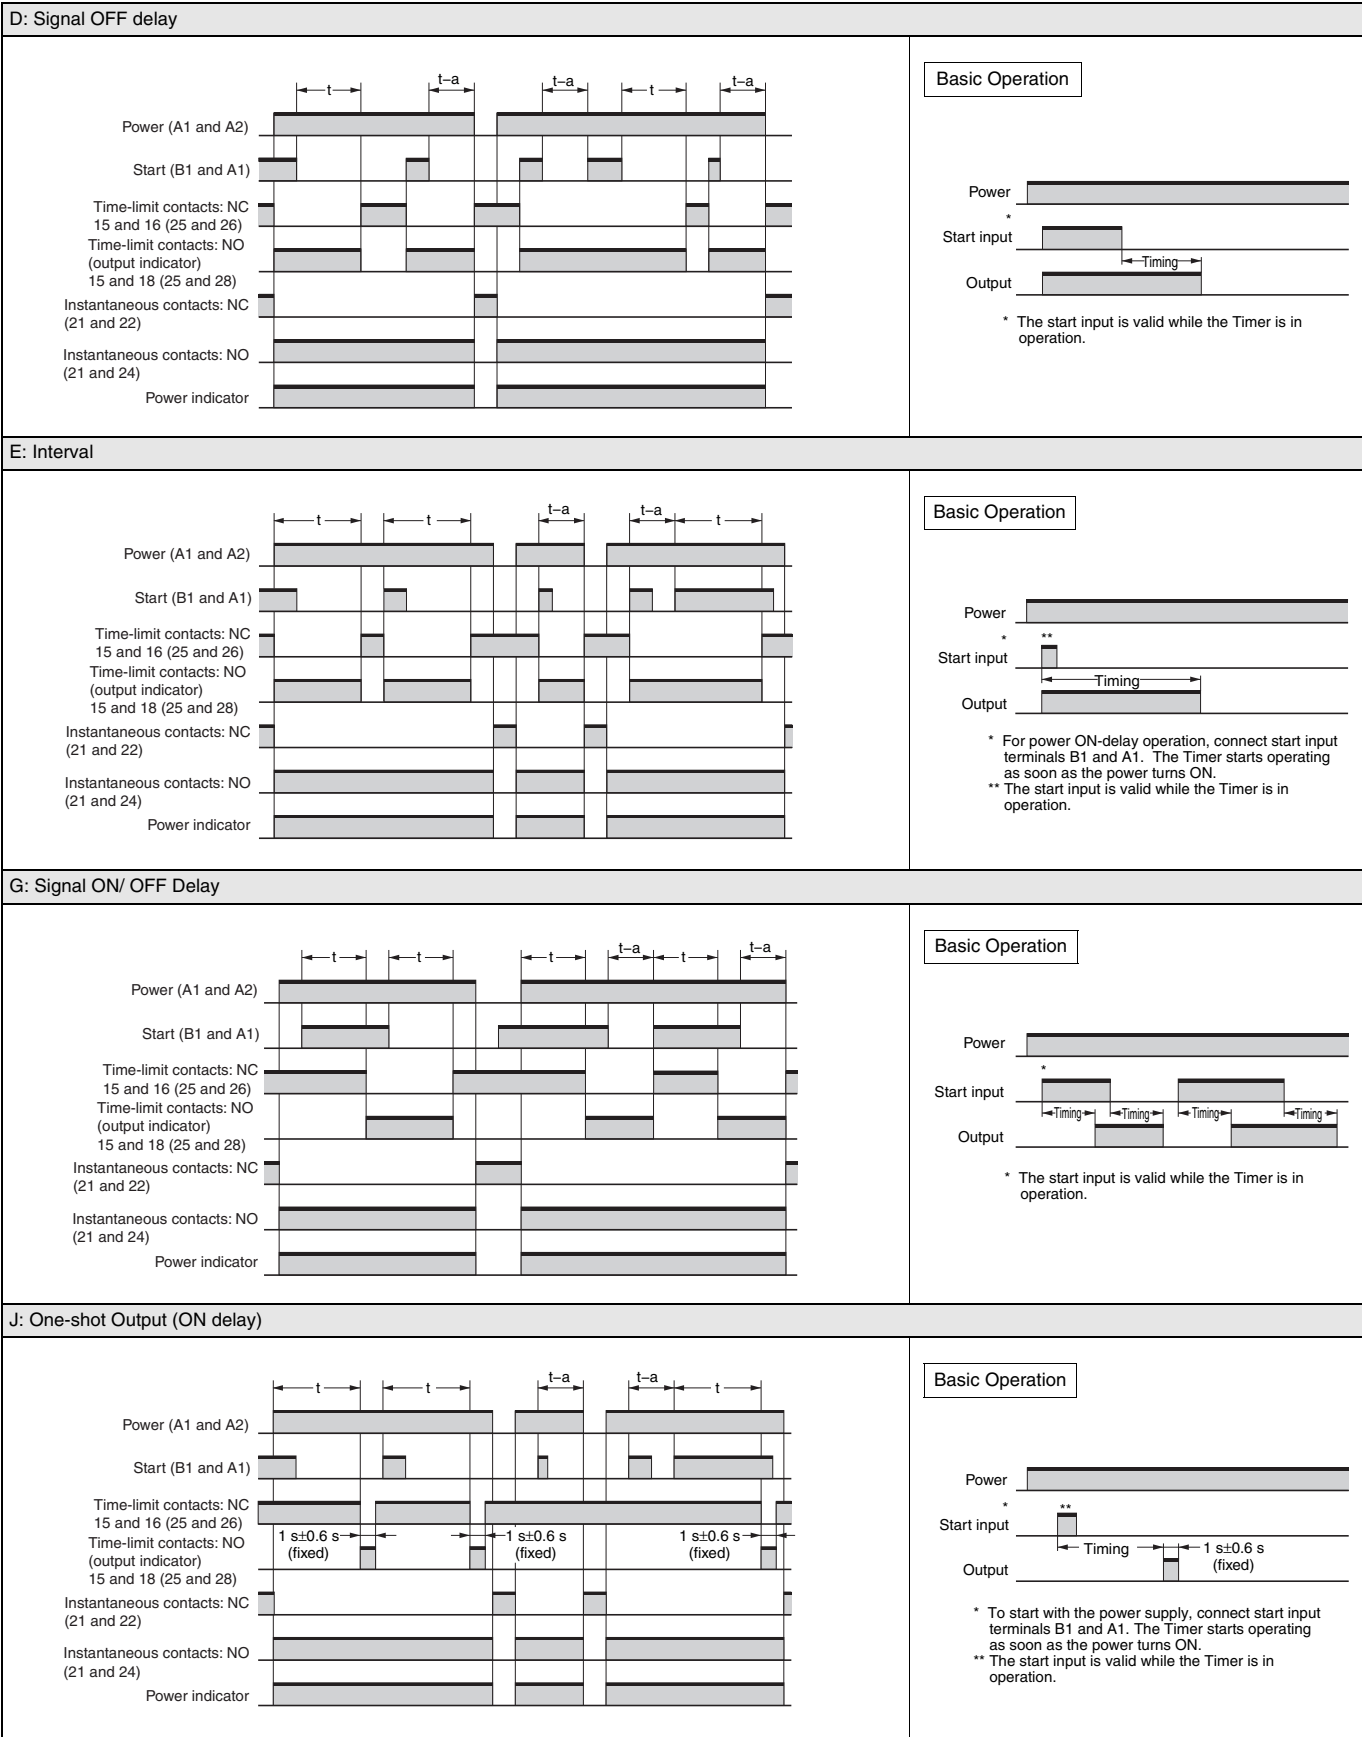 D: Signal OFF delay
t
t–a
t–a
t
t–a
Power (A1 and A2)
Start (B1 and A1)
Time-limit contacts: NC
15 and 16 (25 and 26)
Time-limit contacts: NO
(output indicator)
15 and 18 (25 and 28)
Instantaneous contacts: NC
(21 and 22)
Instantaneous contacts: NO
(21 and 24)
Power indicator
Basic Operation
Power
*
Start input
Timing
Output
* The start input is valid while the Timer is in
operation.
E: Interval
t
t
t–a
t–a
t
Power (A1 and A2)
Start (B1 and A1)
Time-limit contacts: NC
15 and 16 (25 and 26)
Time-limit contacts: NO
(output indicator)
15 and 18 (25 and 28)
Instantaneous contacts: NC
(21 and 22)
Instantaneous contacts: NO
(21 and 24)
Power indicator
Basic Operation
Power
* **
Start input
Timing
Output
* For power ON-delay operation, connect start input
terminals B1 and A1. The Timer starts operating
as soon as the power turns ON.
** The start input is valid while the Timer is in
operation.
G: Signal ON/ OFF Delay
t
t
t
t–a
t
t–a
Power (A1 and A2)
Start (B1 and A1)
Time-limit contacts: NC
15 and 16 (25 and 26)
Time-limit contacts: NO
(output indicator)
15 and 18 (25 and 28)
Instantaneous contacts: NC
(21 and 22)
Instantaneous contacts: NO
(21 and 24)
Power indicator
Basic Operation
Power
*
Start input
Timing Timing Timing Timing
Output
* The start input is valid while the Timer is in
operation.
J: One-shot Output (ON delay)
t
t
t–a
t–a
t
Power (A1 and A2)
Start (B1 and A1)
Time-limit contacts: NC
15 and 16 (25 and 26)
Time-limit contacts: NO
(output indicator)
15 and 18 (25 and 28)
1 s±0.6 s
(fixed)
1 s±0.6 s
(fixed)
1 s±0.6 s
(fixed)
Instantaneous contacts: NC
(21 and 22)
Instantaneous contacts: NO
(21 and 24)
Power indicator
Basic Operation
Power
* **
Start input
Timing
1 s±0.6 s
(fixed)
Output
* To start with the power supply, connect start input
terminals B1 and A1. The Timer starts operating
as soon as the power turns ON.
** The start input is valid while the Timer is in
operation.